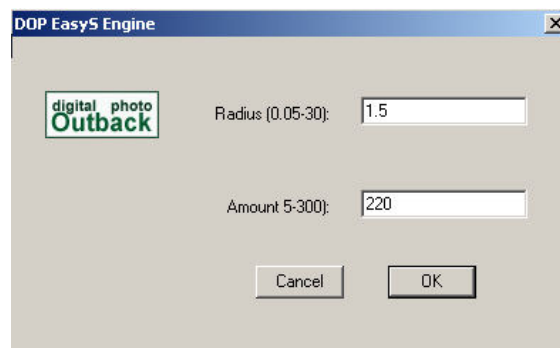 DOP EasyS Engine
digital photo
Outback
Radius (0.05-30):
1.5
Amount 5-300):
220
Cancel
OK